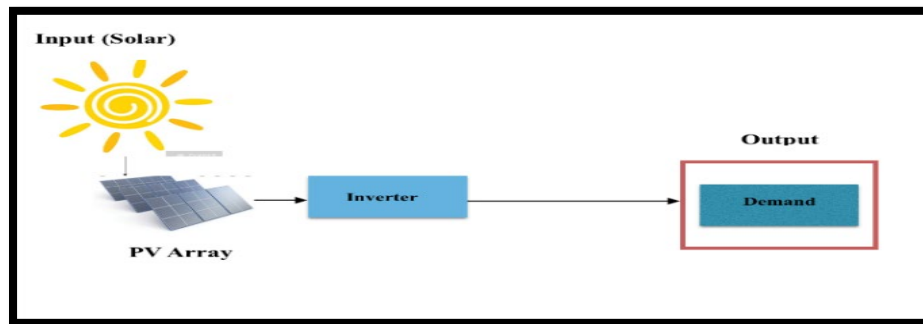 Input (Solar)
Output
Inverter
Demand
PV Array